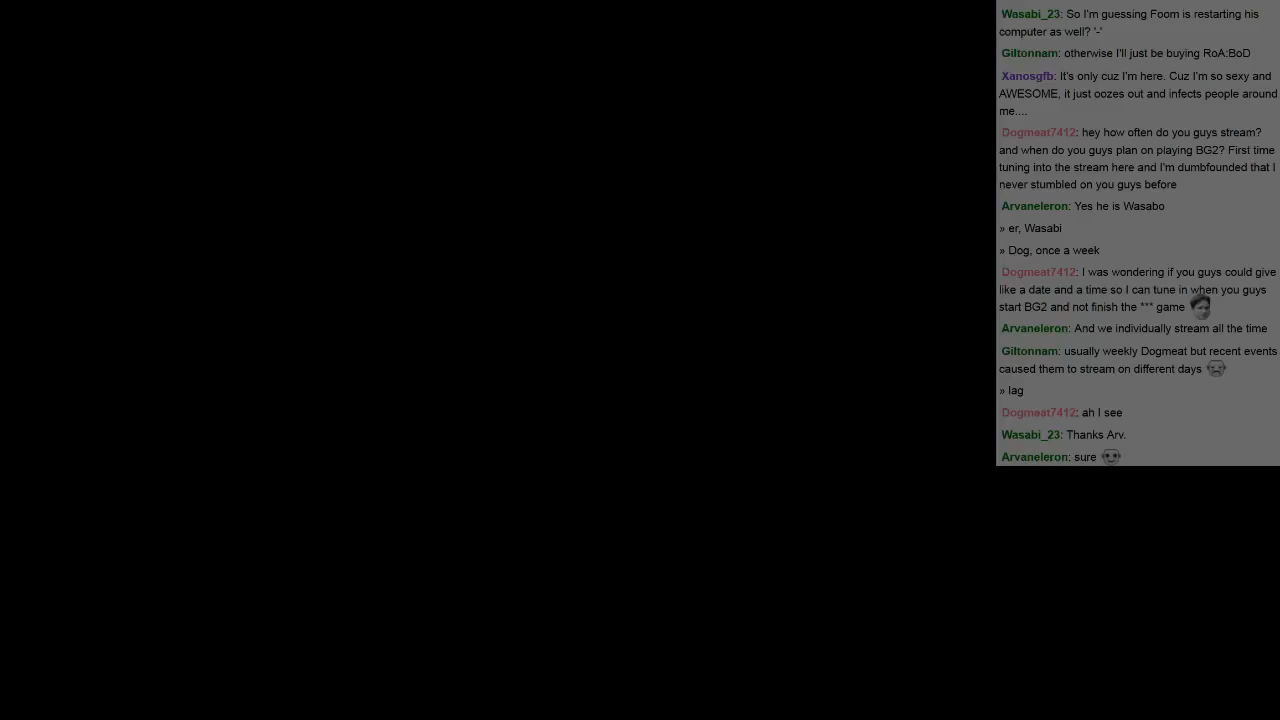 Wasabi_23: So I'm guessing Foom is restarting his
computer as well? '-'
Giltonnam: otherwise I'll just be buying RoA:BoD
Xanosgfb: It's only cuz I'm here. Cuz I'm so sexy and
AWESOME, it just oozes out and infects people around
me....
Dogmeat7412: hey how often do you guys stream?
and when do you guys plan on playing BG2? First time
tuning into the stream here and I'm dumbfounded that I
never stumbled on you guys before
Arvaneleron: Yes he is Wasabo
» er, Wasabi
» Dog, once a week
Dogmeat7412: I was wondering if you guys could give
like a date and a time so I can tune in when you guys
start BG2 and not finish the *** game
Arvaneleron: And we individually stream all the time
Giltonnam: usually weekly Dogmeat but recent events
caused them to stream on different days
» lag
Dogmeat7412: ah I see
Wasabi_23: Thanks Arv.
Arvaneleron: sure